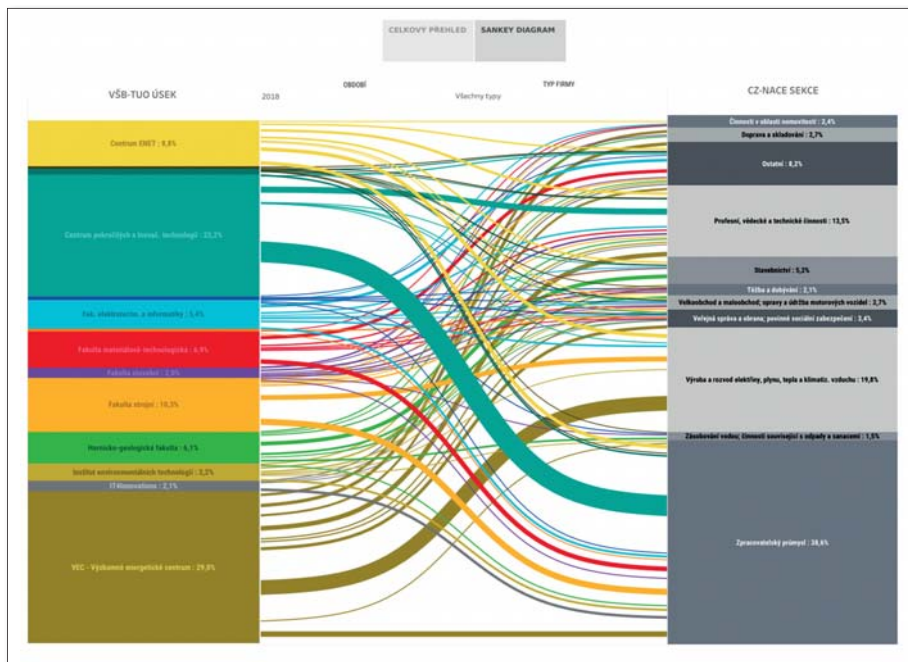 CELKOVÝ PŘEHLED
SANKEY DIAGRAM
VŠB-TUO ÚSEK
OBDOBÍ
2018
TYP FIRMY
Všechny typy
CZ-NACE SEKCE
Centrum ENET : 8,8%
Centrum pokročilých a inovač. technologií : 23,2%
Fak. elektrotechn. a informatiky : 5,4%
Fakulta materiálově-technologická : 6,9%
Fakulta stavební : 2,0%
Fakulta strojní : 10,3%
Hornicko-geologická fakulta : 6,1%
Institut environmentálních technologií : 3,2%
IT4Innovations : 2,1%
VEC - Výzkumné energetické centrum : 29,0%
Činnosti v oblasti nemovitostí : 2,4%
Doprava a skladování : 2,7%
Ostatní : 8,2%
Profesní, vědecké a technické činnosti : 13,5%
Stavebnictví : 5,2%
Těžba a dobývání : 2,1%
Velkoobchod a maloobchod; opravy a údržba motorových vozidel : 2,7%
Veřejná správa a obrana; povinné sociální zabezpečení : 3,4%
Výroba a rozvod elektřiny, plynu, tepla a klimatiz. vzduchu : 19,8%
Zásobování vodou; činnosti související s odpady a sanacemi : 1,5%
Zpracovatelský průmysl : 38,6%